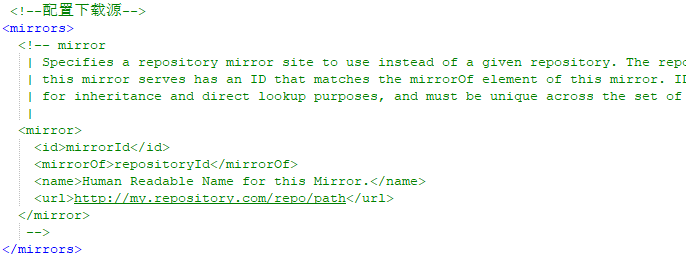 <!--配置下载源-->
<mirrors>
<!-- mirror
| Specifies a repository mirror site to use instead of a given repository. The repo
| this mirror serves has an ID that matches the mirrorOf element of this mirror. ID
| for inheritance and direct lookup purposes, and must be unique across the set of
|
<mirror>
<id>mirrorId</id>
<mirrorOf>repositoryId</mirrorOf>
<name>Human Readable Name for this Mirror.</name>
<url>http://my.repository.com/repo/path</url>
</mirror>
-->
</mirrors>